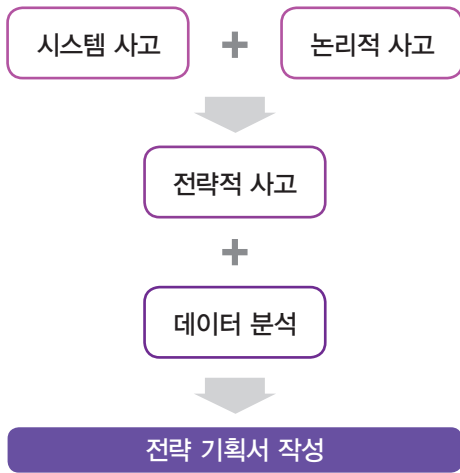 시스템 사고 + 논리적 사고
전략적 사고
+
데이터 분석
전략 기획서 작성